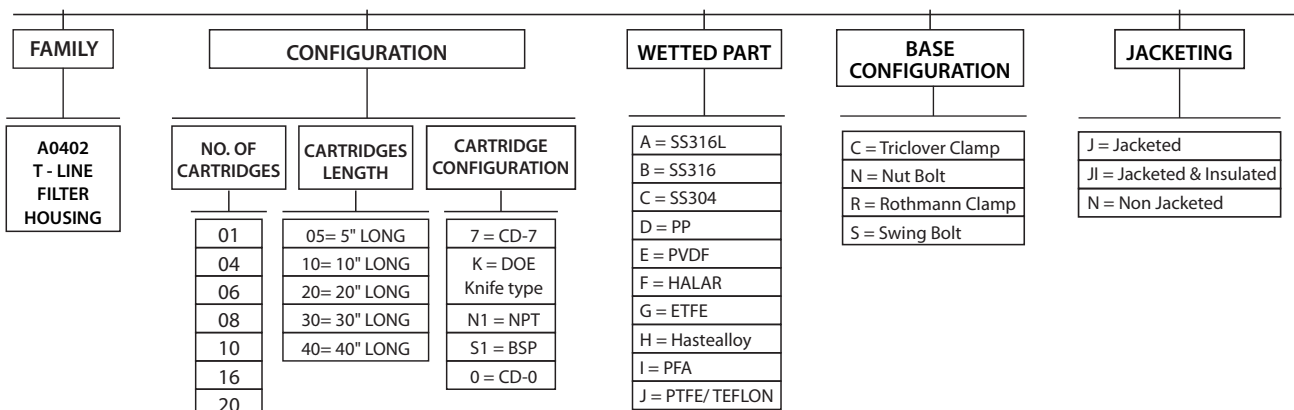 FAMILY
CONFIGURATION
WETTED PART
BASE
CONFIGURATION
JACKETING
A0402
T - LINE
FILTER
HOUSING
NO. OF
CARTRIDGES
01
04
06
08
10
16
20
CARTRIDGES
LENGTH
05= 5" LONG
10= 10" LONG
20= 20" LONG
30= 30" LONG
40= 40" LONG
CARTRIDGE
CONFIGURATION
7 = CD-7
K = DOE
Knife type
N1 = NPT
S1 = BSP
0 = CD-0
A = SS316L
B = SS316
C = SS304
D = PP
E = PVDF
F = HALAR
G = ETFE
H = Hastealloy
I = PFA
J = PTFE/ TEFLON
C = Triclover Clamp
N = Nut Bolt
R = Rothmann Clamp
S = Swing Bolt
J = Jacketed
JI = Jacketed & Insulated
N = Non Jacketed